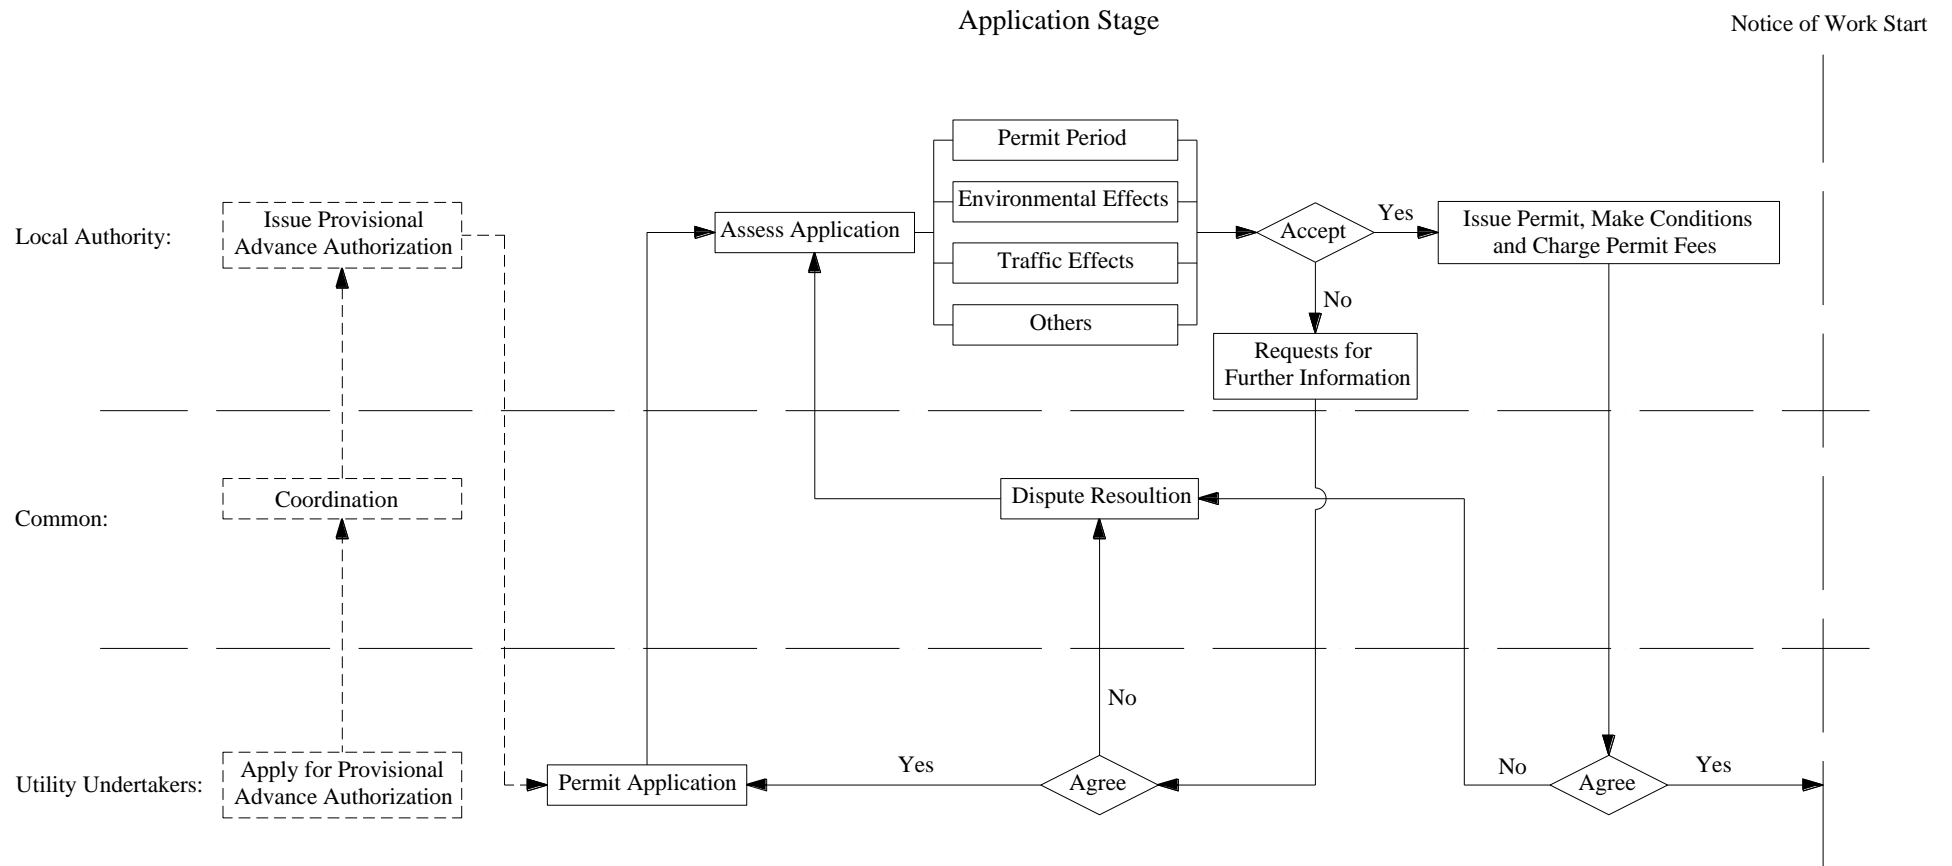 Application Stage
Notice of Work Start
Permit Period
Environmental Effects
Traffic Effects
Others
Local Authority:
Issue Provisional
Advance Authorization
Assess Application
Accept
Yes
Issue Permit, Make Conditions
and Charge Permit Fees
No
Requests for
Further Information
Common:
Coordination
Dispute Resoultion
No
Utility Undertakers:
Apply for Provisional
Advance Authorization
Permit Application
Yes
Agree
No
Agree
Yes